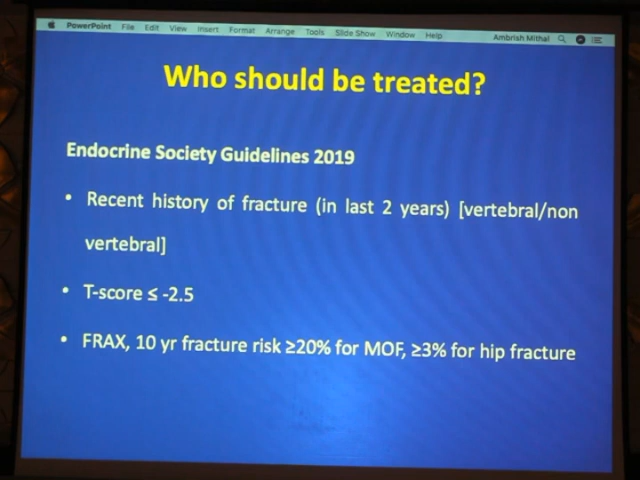 PowerPoint File Edit View Insert Format Arrange Tools Slide Show Window Help Ambrish Mithal
Who should be treated?
Endocrine Society Guidelines 2019
• Recent history of fracture (in last 2 years) [vertebral/non
vertebral]
• T-score ≤ -2.5
• FRAX, 10 yr fracture risk ≥20% for MOF, ≥3% for hip fracture